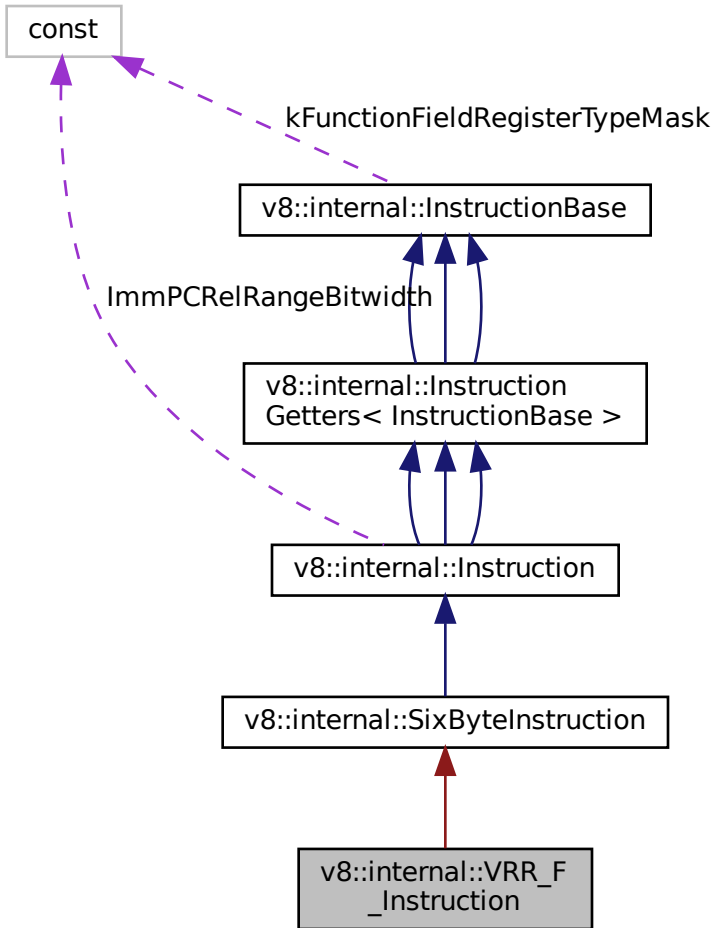 const
kFunctionFieldRegisterTypeMask
v8::internal::InstructionBase
ImmPCRelRangeBitwidth
v8::internal::Instruction
Getters< InstructionBase >
v8::internal::Instruction
v8::internal::SixByteInstruction
v8::internal::VRR_F
_Instruction